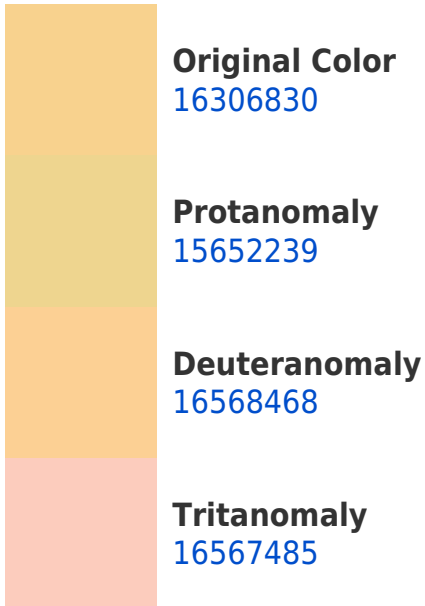 Original Color
16306830
Protanomaly
15652239
Deuteranomaly
16568468
Tritanomaly
16567485